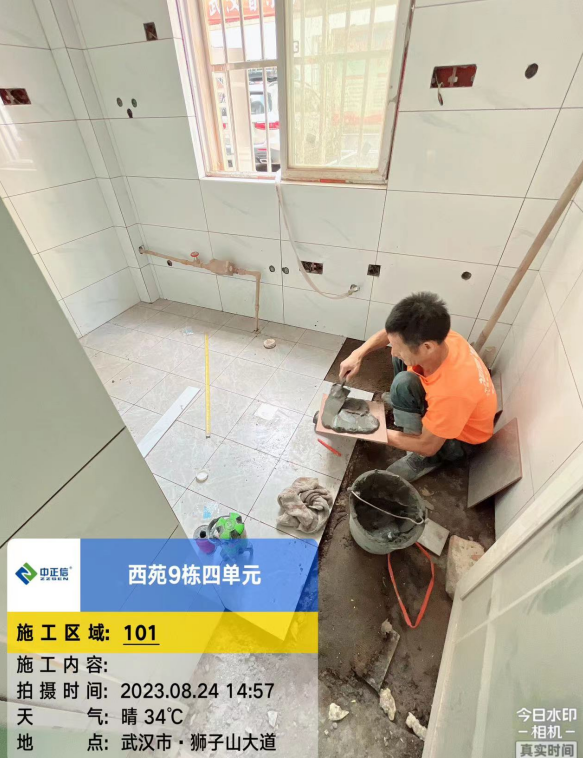 中正信
ZZXEN
西苑9栋四单元
施工区域: 101
施工内容:
拍摄时间: 2023.08.24 14:57
天气: 晴 34℃
地点: 武汉市·狮子山大道
今日水印
-相机-
真实时间